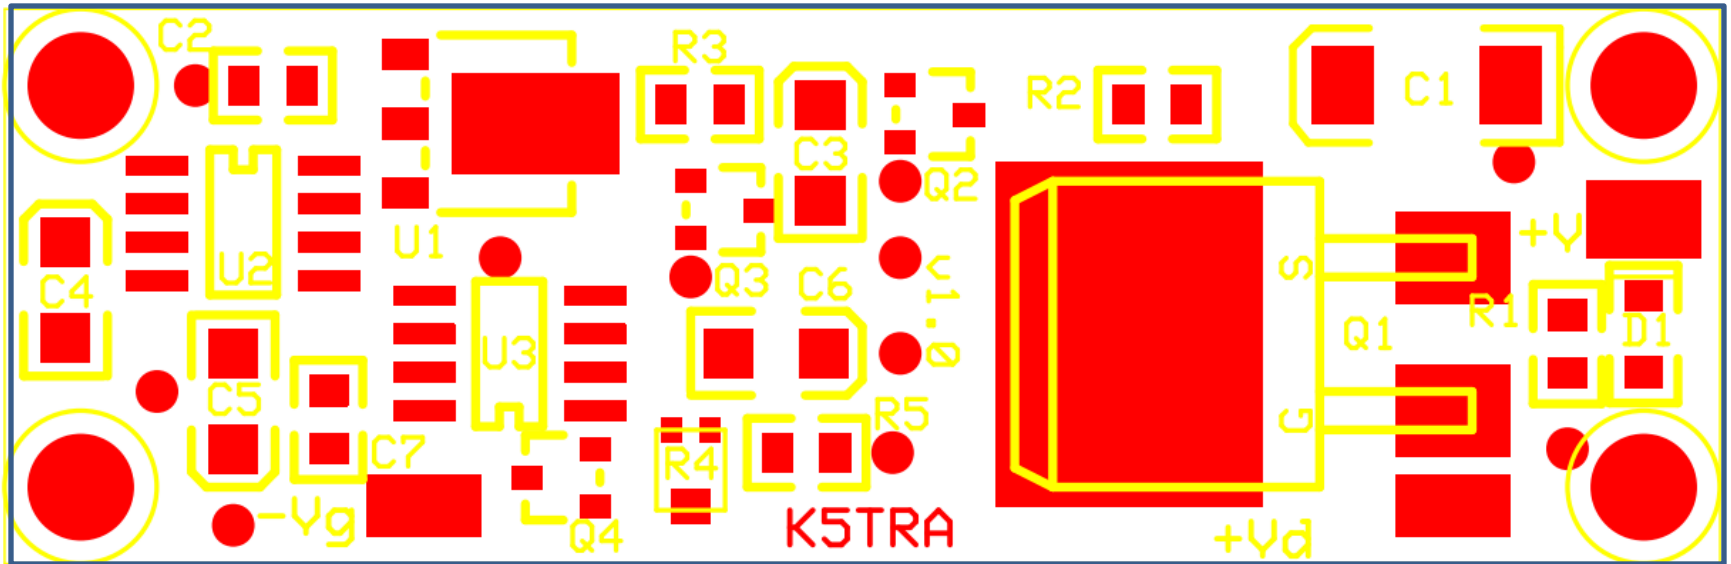 C2
R3
R2
C1
C3
Q2
U1
U2
+V
C4
Q3
C6
v1.0
S
R1
D1
Q1
U3
C5
R5
G
C7
R4
-Vg
Q4
K5TRA
+Vd